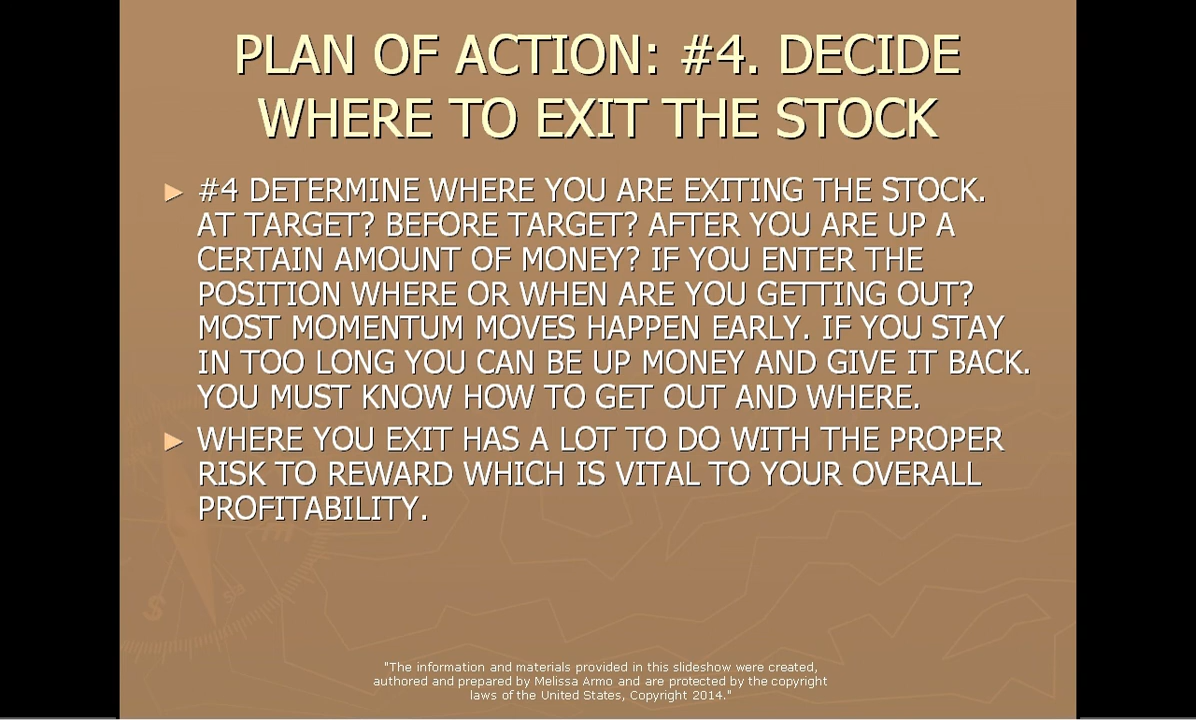 PLAN OF ACTION: #4. DECIDE
WHERE TO EXIT THE STOCK
► #4 DETERMINE WHERE YOU ARE EXITING THE STOCK.
AT TARGET? BEFORE TARGET? AFTER YOU ARE UP A
CERTAIN AMOUNT OF MONEY? IF YOU ENTER THE
POSITION WHERE OR WHEN ARE YOU GETTING OUT?
MOST MOMENTUM MOVES HAPPEN EARLY. IF YOU STAY
IN TOO LONG YOU CAN BE UP MONEY AND GIVE IT BACK.
YOU MUST KNOW HOW TO GET OUT AND WHERE.
► WHERE YOU EXIT HAS A LOT TO DO WITH THE PROPER
RISK TO REWARD WHICH IS VITAL TO YOUR OVERALL
PROFITABILITY.
"The information and materials provided in this slideshow were created,
authored and prepared by Melissa Armo and are protected by the copyright
laws of the United States, Copyright 2014."